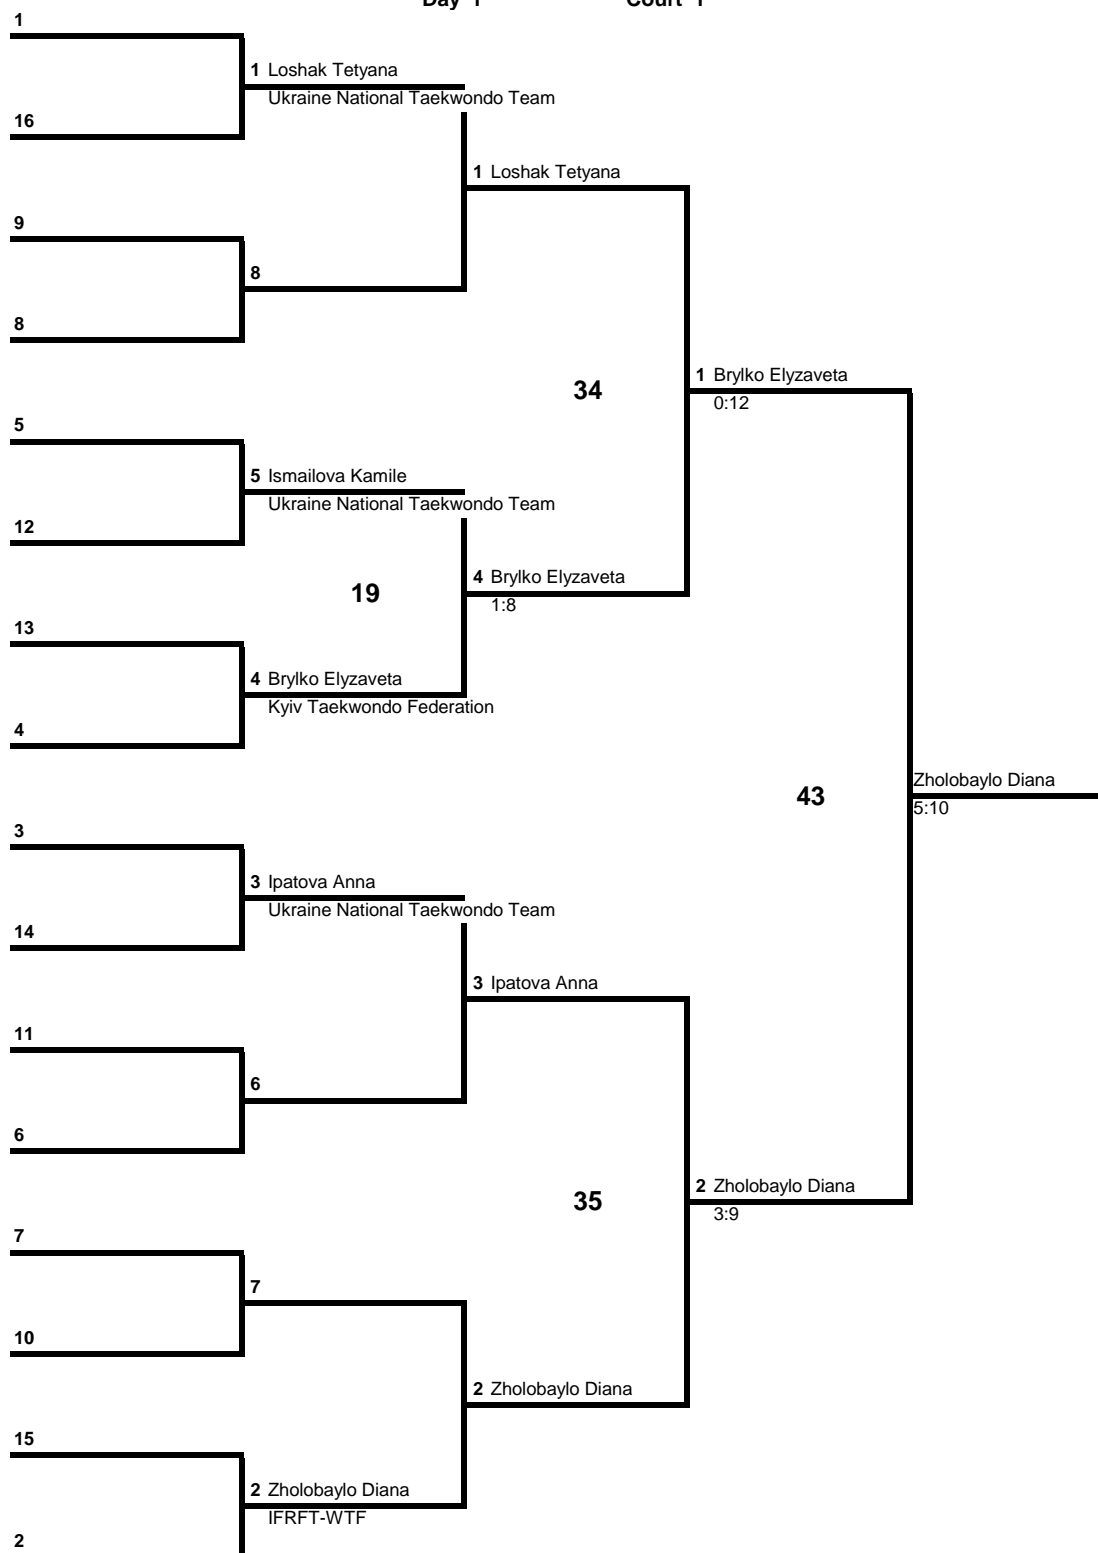 Day 1 Court 1
1
1 Loshak Tetyana
Ukraine National Taekwondo Team
16
1 Loshak Tetyana
9
8
8
34
1 Brylko Elyzaveta
0:12
5
5 Ismailova Kamile
Ukraine National Taekwondo Team
12
19
4 Brylko Elyzaveta
1:8
13
4 Brylko Elyzaveta
Kyiv Taekwondo Federation
4
43
Zholobaylo Diana
5:10
3
3 Ipatova Anna
Ukraine National Taekwondo Team
14
3 Ipatova Anna
11
6
6
35
2 Zholobaylo Diana
3:9
7
7
10
2 Zholobaylo Diana
15
2 Zholobaylo Diana
IFRFT-WTF
2